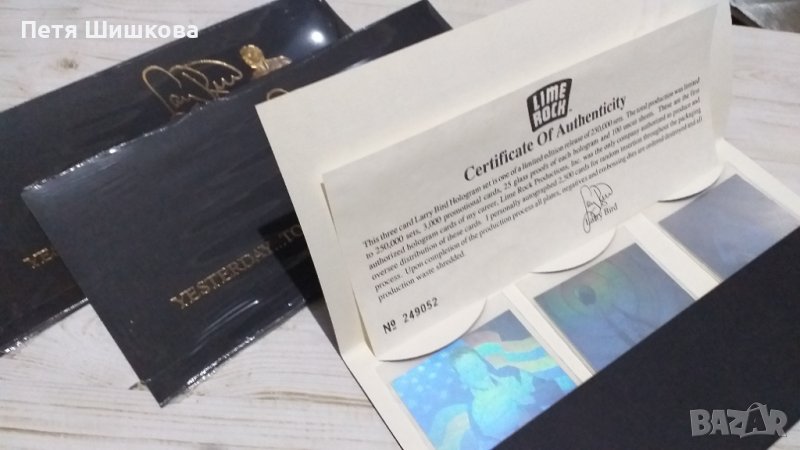 Петя Шишкова
LIME
ROCK
Certificate Of Authenticity
This three card Larry Bird Hologram set is one of a limited edition release of 250,000 sets. The total production was limited
to 250,000 sets, 3,000 promotional cards, 25 glass proofs of each hologram and 100 uncut sheets. These are the first
authorized hologram cards of my career, Lime Rock Productions, Inc. was the only company authorized to produce and
oversee distribution of these cards. I personally autographed 2,500 cards for random insertion throughout the packaging
process. Upon completion of the production process all plates, negatives and embossing dies are ordered destroyed and all
production waste shredded.
Larry Bird
№ 249052
YESTERDAY...TO
BAZAR